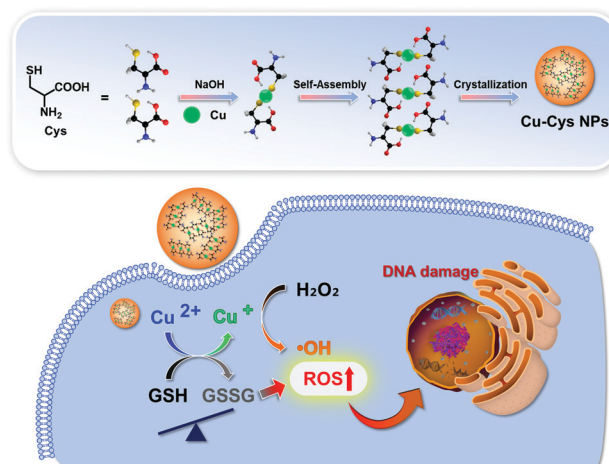 SH
COOH
NH₂
Cys
=
NaOH
Cu
Self-Assembly
Crystallization
Cu-Cys NPs
DNA damage
H₂O₂
Cu 2+
Cu +
•OH
GSH
GSSG
ROS